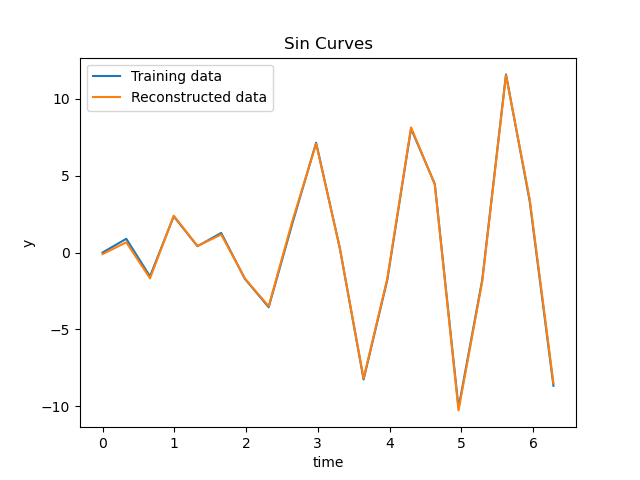 Sin Curves
Training data
Reconstructed data
10
5
0
−5
−10
y
0 1 2 3 4 5 6
time